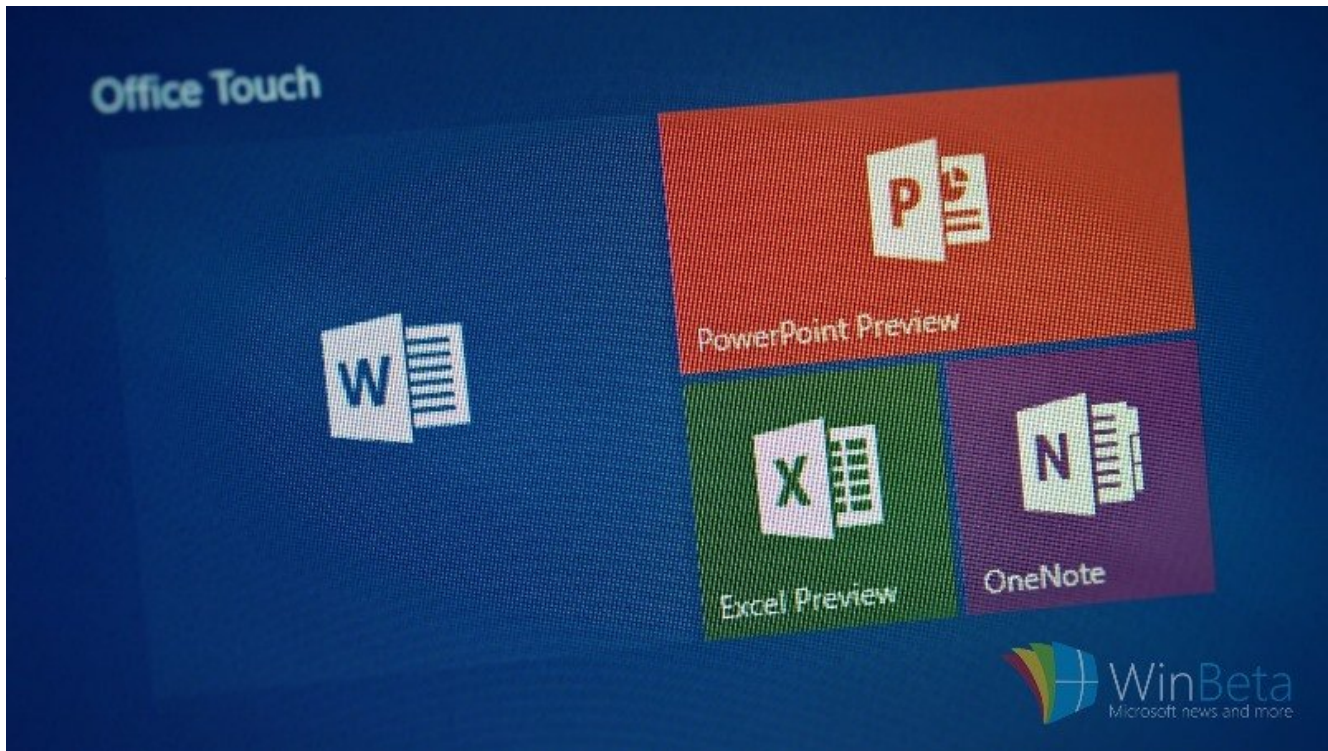 Office Touch
W
P
PowerPoint Preview
X
Excel Preview
N
OneNote
WinBeta
Microsoft news and more